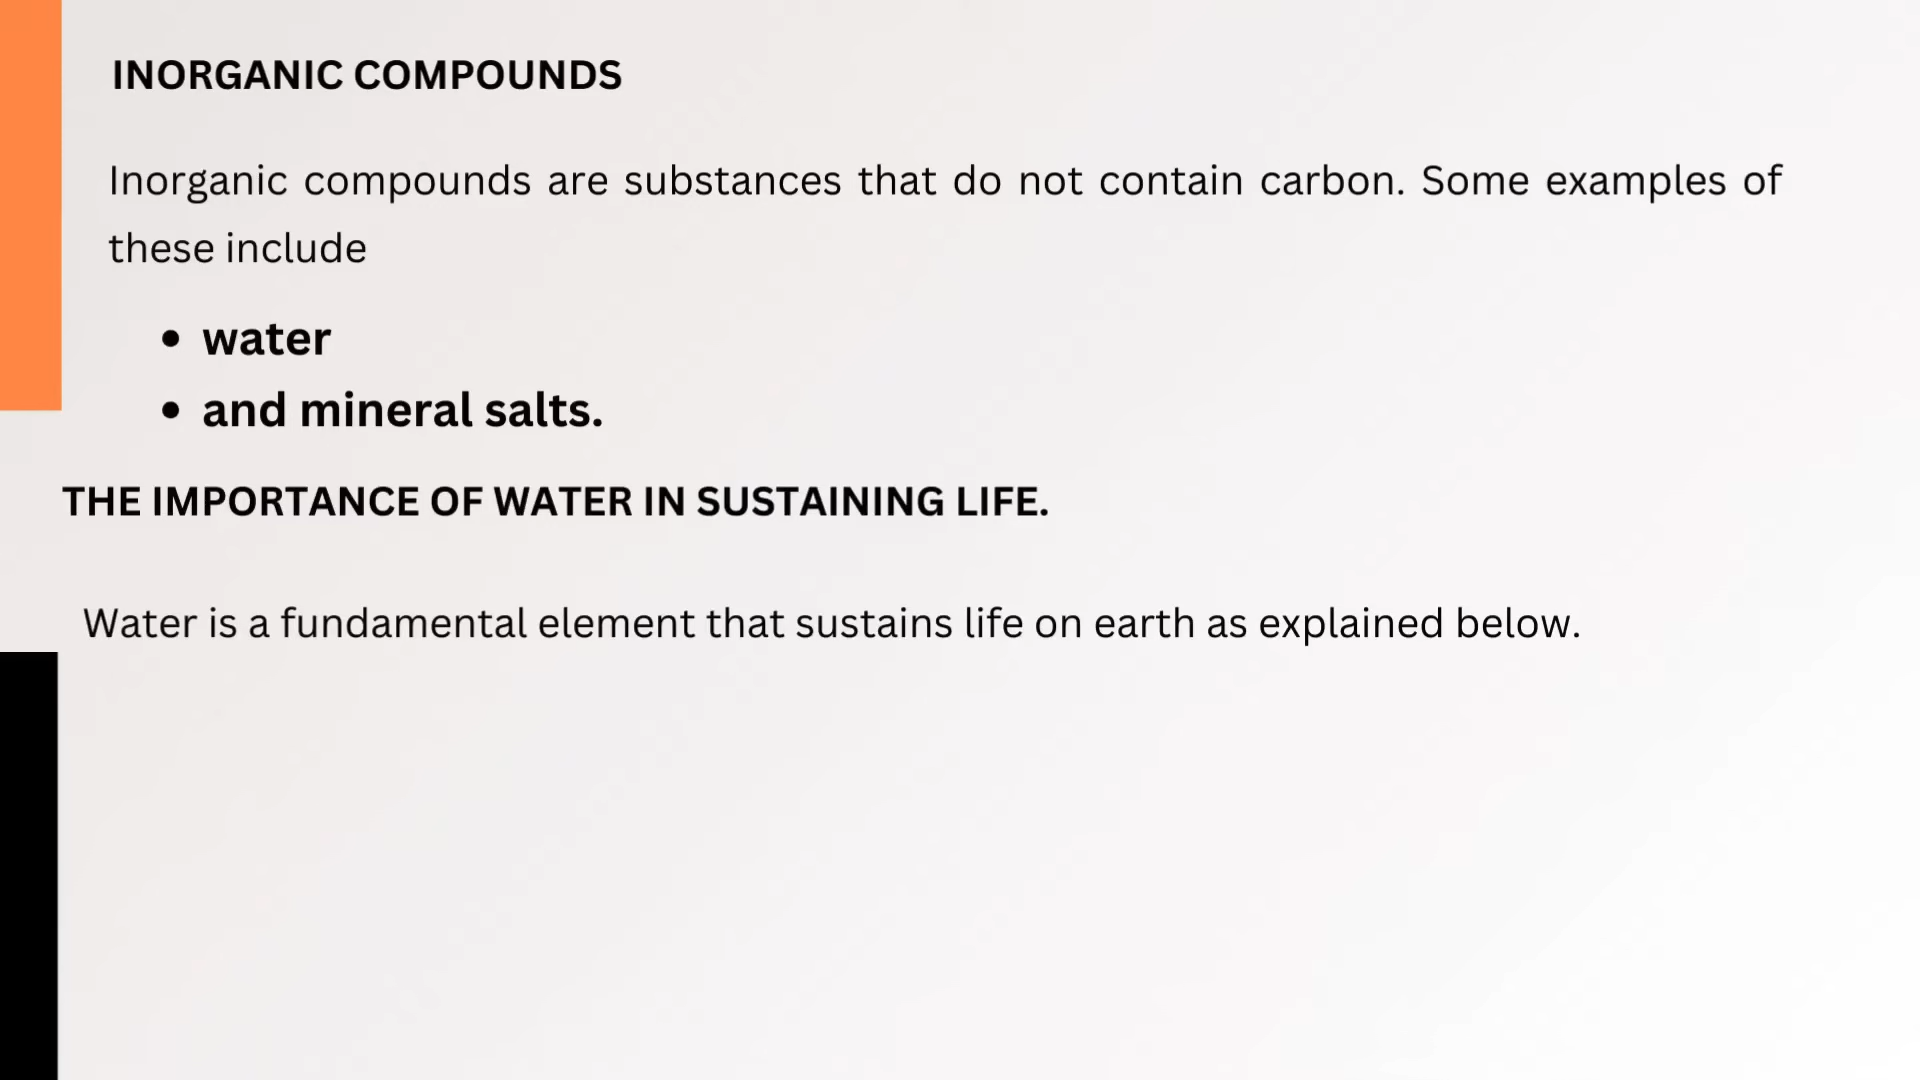 INORGANIC COMPOUNDS
Inorganic compounds are substances that do not contain carbon. Some examples of
these include
• water
• and mineral salts.
THE IMPORTANCE OF WATER IN SUSTAINING LIFE.
Water is a fundamental element that sustains life on earth as explained below.